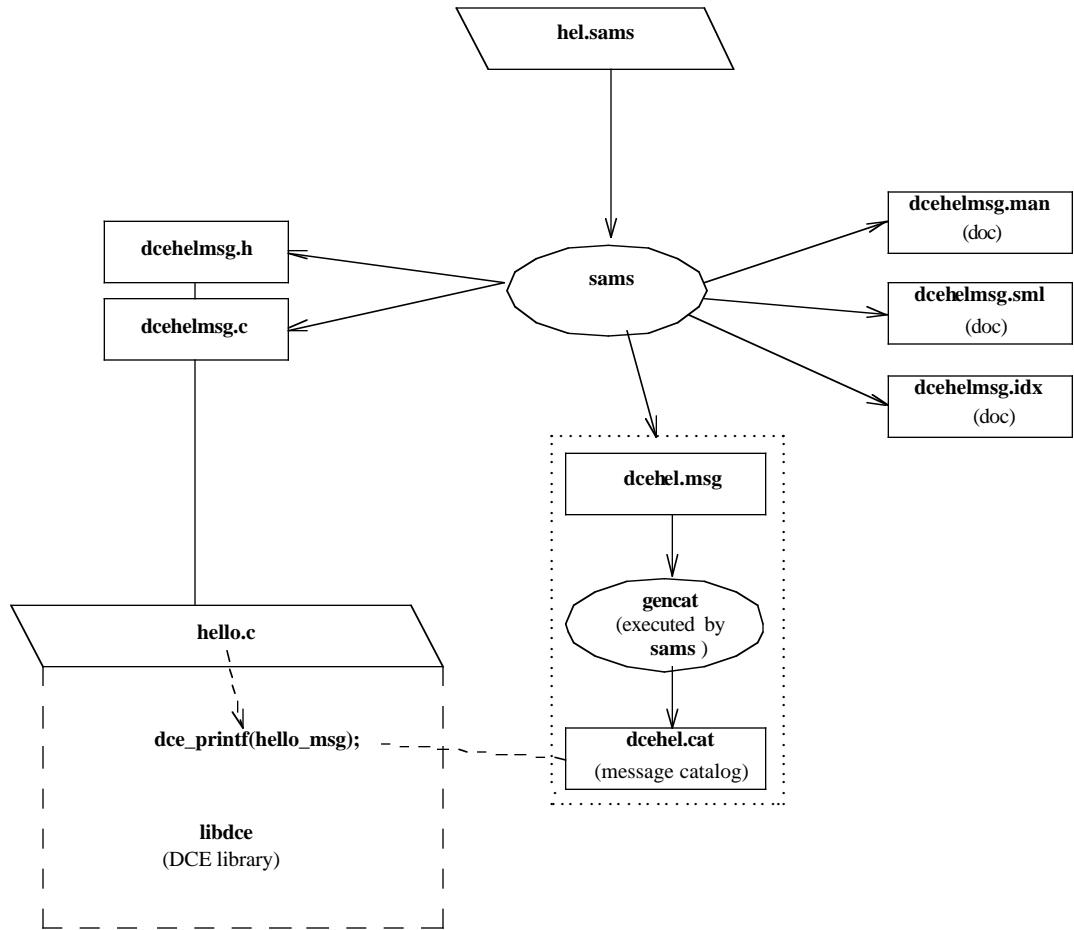 hel.sams
dcehelmsg.man
(doc)
dcehelmsg.h
sams
dcehelmsg.sml
(doc)
dcehelmsg.c
dcehelmsg.idx
(doc)
dcehel.msg
gencat
(executed by
sams )
hello.c
dce_printf(hello_msg);
dcehel.cat
(message catalog)
libdce
(DCE library)